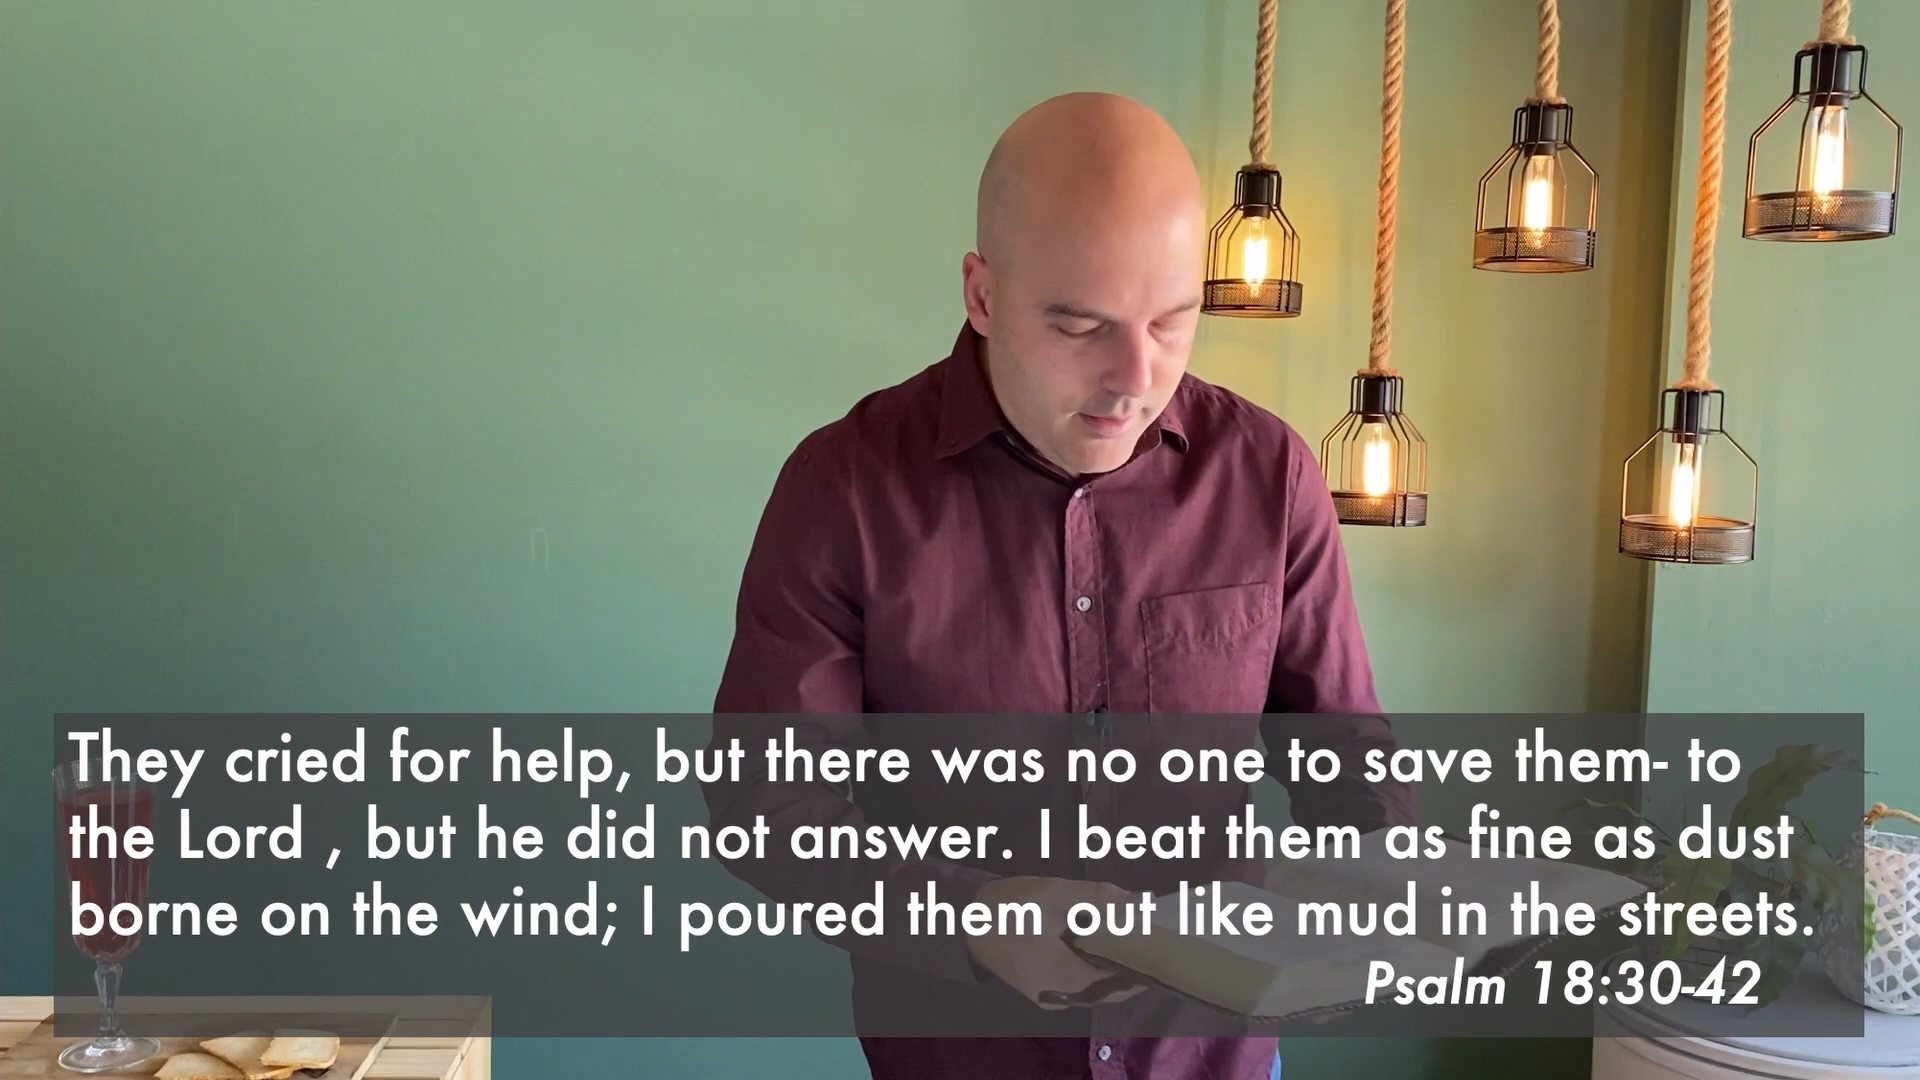 They cried for help, but there was no one to save them- to
the Lord , but he did not answer. I beat them as fine as dust
borne on the wind; I poured them out like mud in the streets.
Psalm 18:30-42